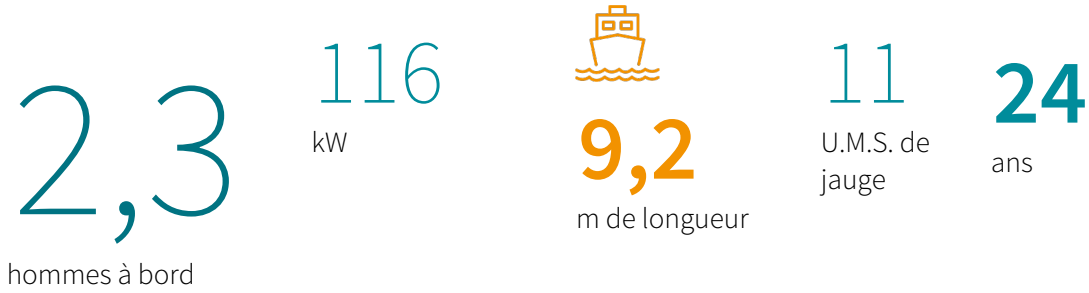 2,3
hommes à bord
116
kW
9,2
m de longueur
11
U.M.S. de
jauge
24
ans